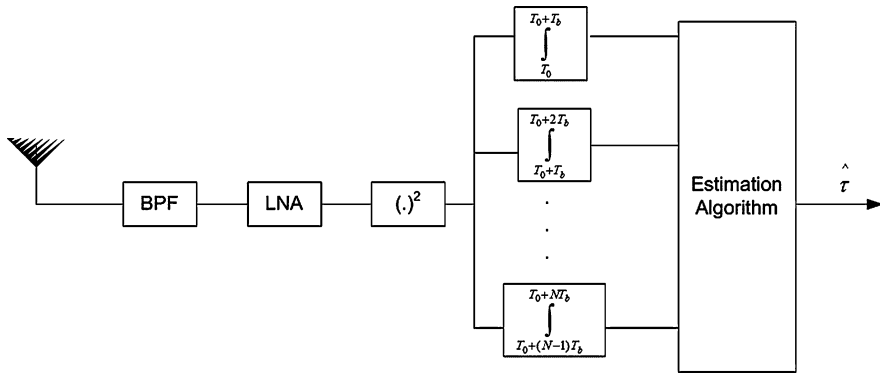 T₀+T_b
∫
T₀
T₀+2T_b
∫
T₀+T_b
BPF
LNA
(.)²
.
.
.
Estimation
Algorithm
τ̂
T₀+NT_b
∫
T₀+(N−1)T_b